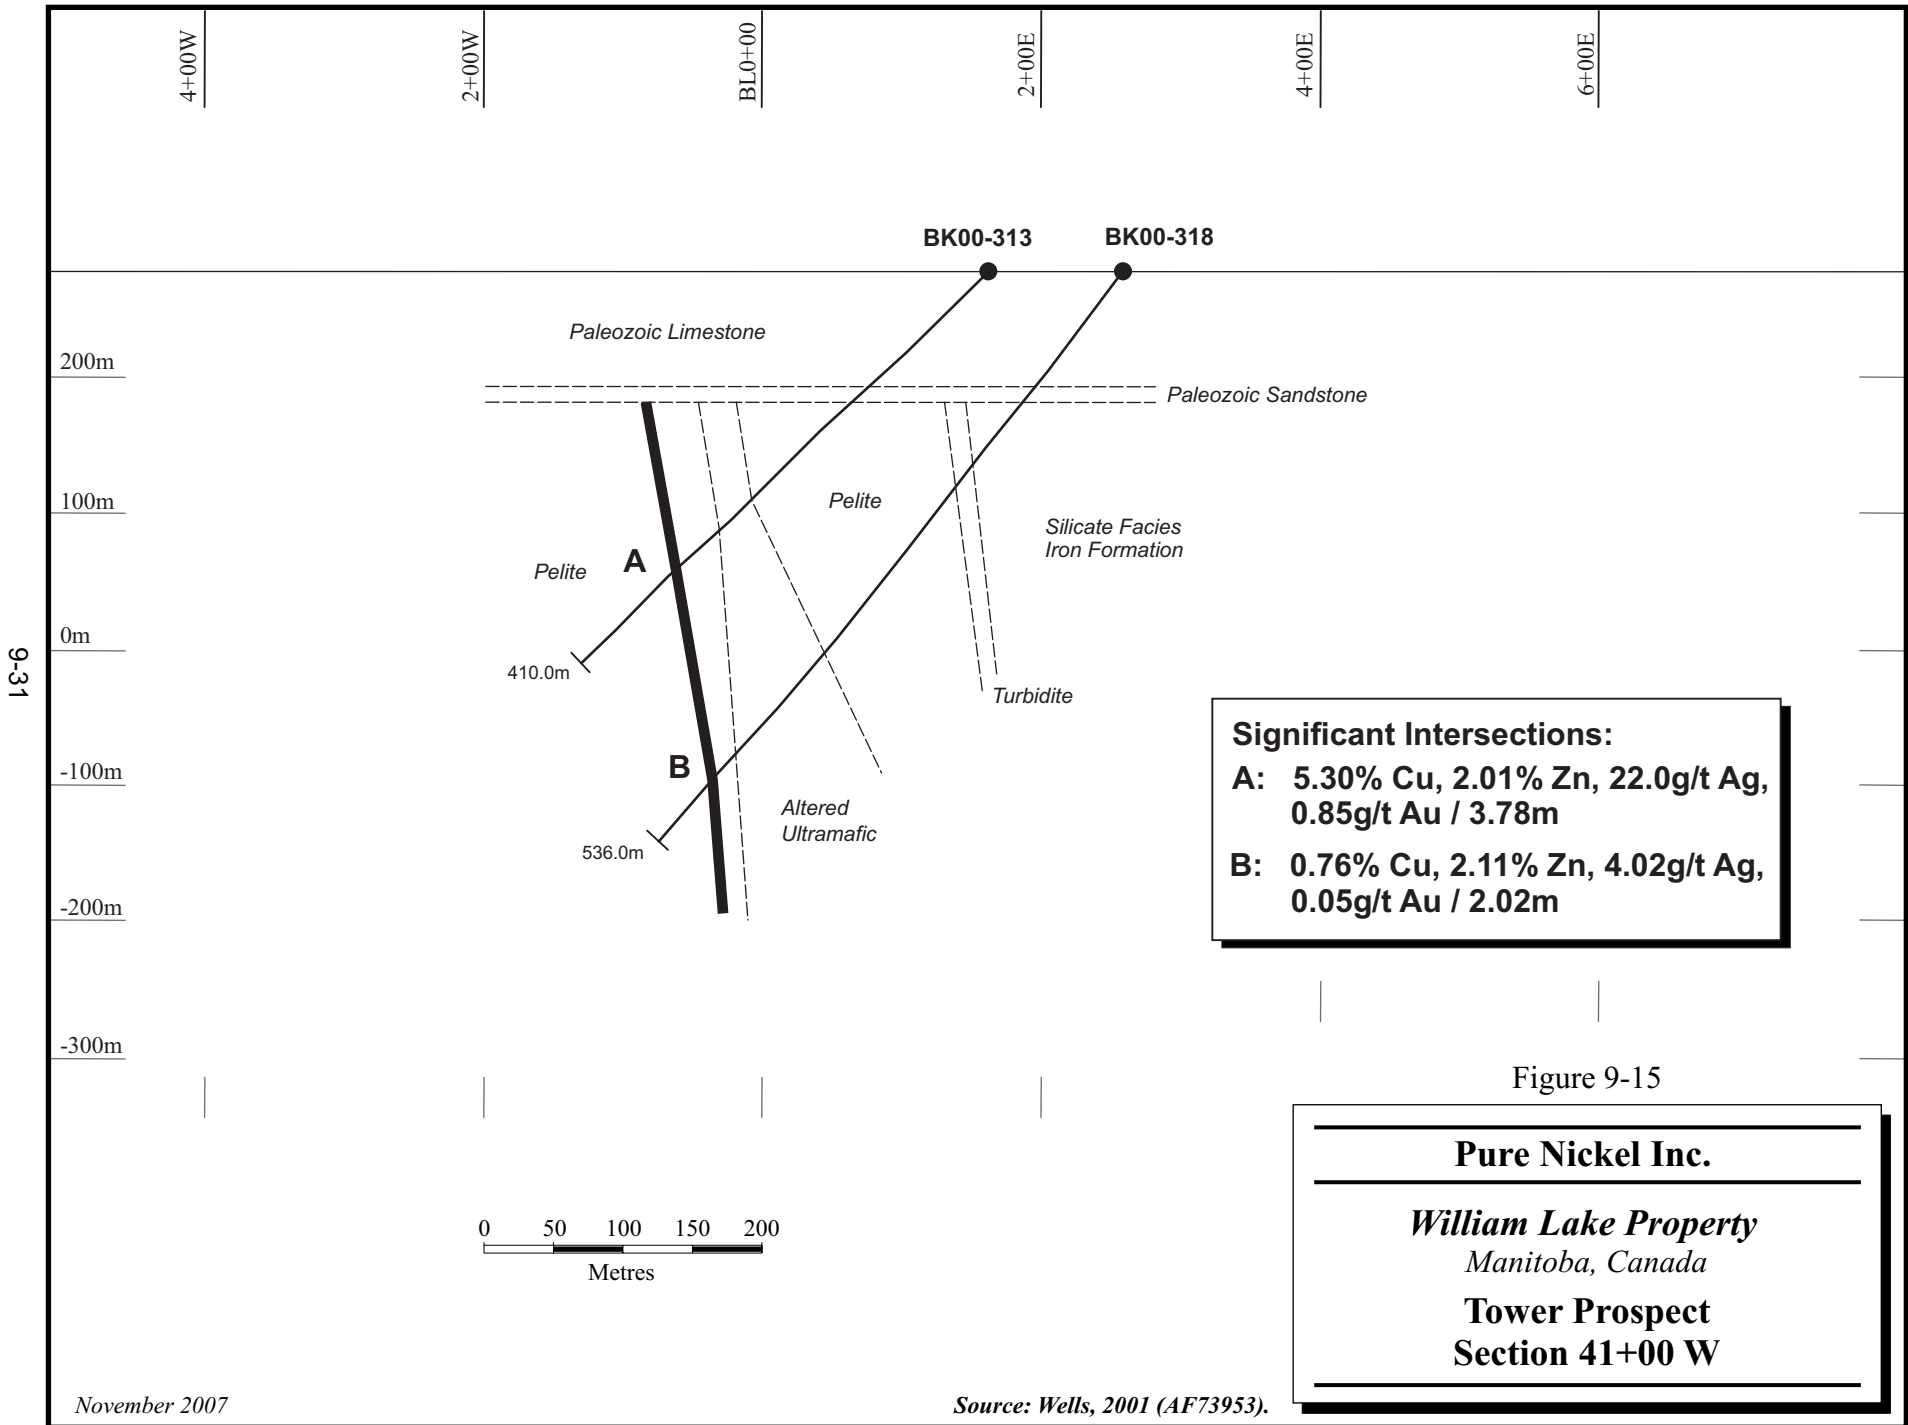 4+00W
2+00W
BL0+00
2+00E
4+00E
6+00E
BK00-313
BK00-318
Paleozoic Limestone
200m
Paleozoic Sandstone
100m
Pelite
Silicate Facies
Iron Formation
A
Pelite
0m
9-31
410.0m
Turbidite
-100m
B
Altered
Ultramafic
536.0m
-200m
Significant Intersections:
A: 5.30% Cu, 2.01% Zn, 22.0g/t Ag,
0.85g/t Au / 3.78m
B: 0.76% Cu, 2.11% Zn, 4.02g/t Ag,
0.05g/t Au / 2.02m
-300m
Figure 9-15
Pure Nickel Inc.
William Lake Property
Manitoba, Canada
Tower Prospect
Section 41+00 W
0 50 100 150 200
Metres
November 2007
Source: Wells, 2001 (AF73953).